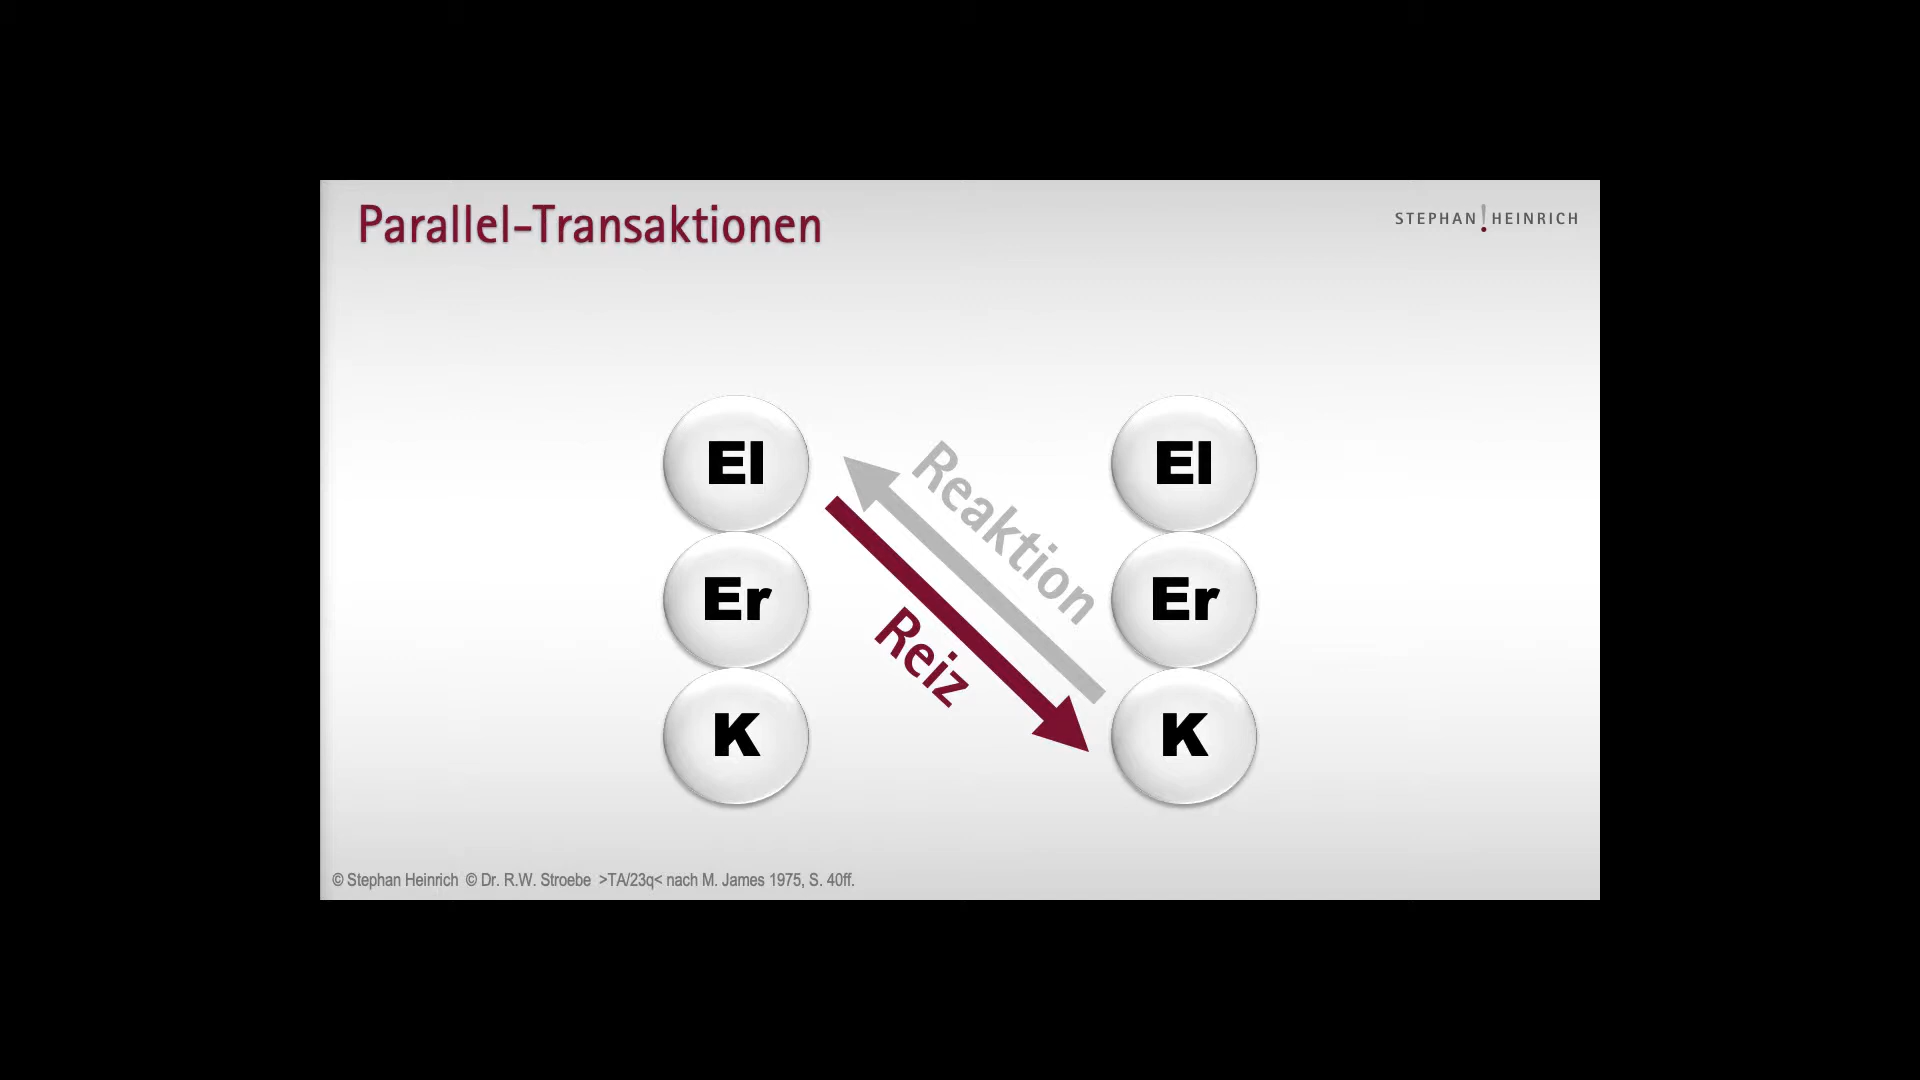 Parallel-Transaktionen
STEPHAN!HEINRICH
El
El
Reaktion
Er
Er
Reiz
K
K
© Stephan Heinrich © Dr. R.W. Stroebe >TA/23q< nach M. James 1975, S. 40ff.